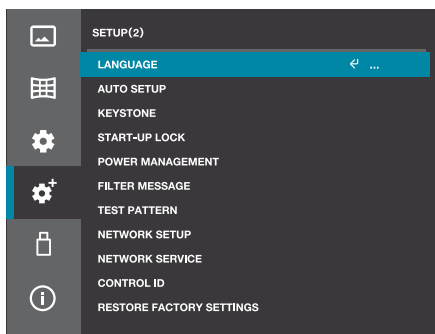 SETUP(2)
LANGUAGE ...
AUTO SETUP
KEYSTONE
START-UP LOCK
POWER MANAGEMENT
FILTER MESSAGE
TEST PATTERN
NETWORK SETUP
NETWORK SERVICE
CONTROL ID
RESTORE FACTORY SETTINGS